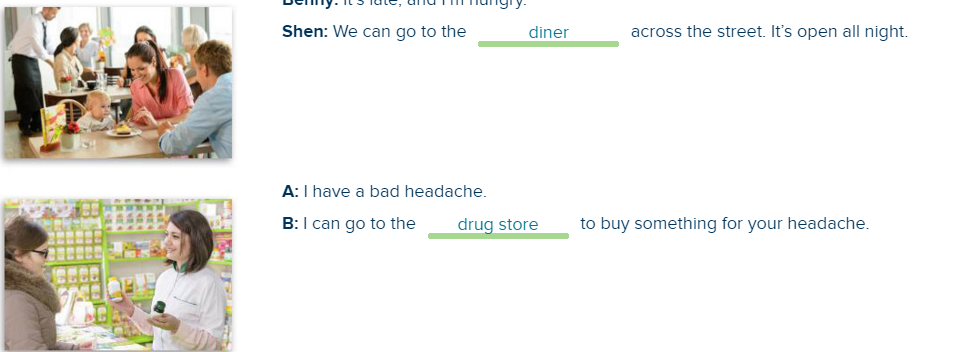 Benny: It's late, and I'm hungry.
Shen: We can go to the diner across the street. It’s open all night.
A: I have a bad headache.
B: I can go to the drug store to buy something for your headache.